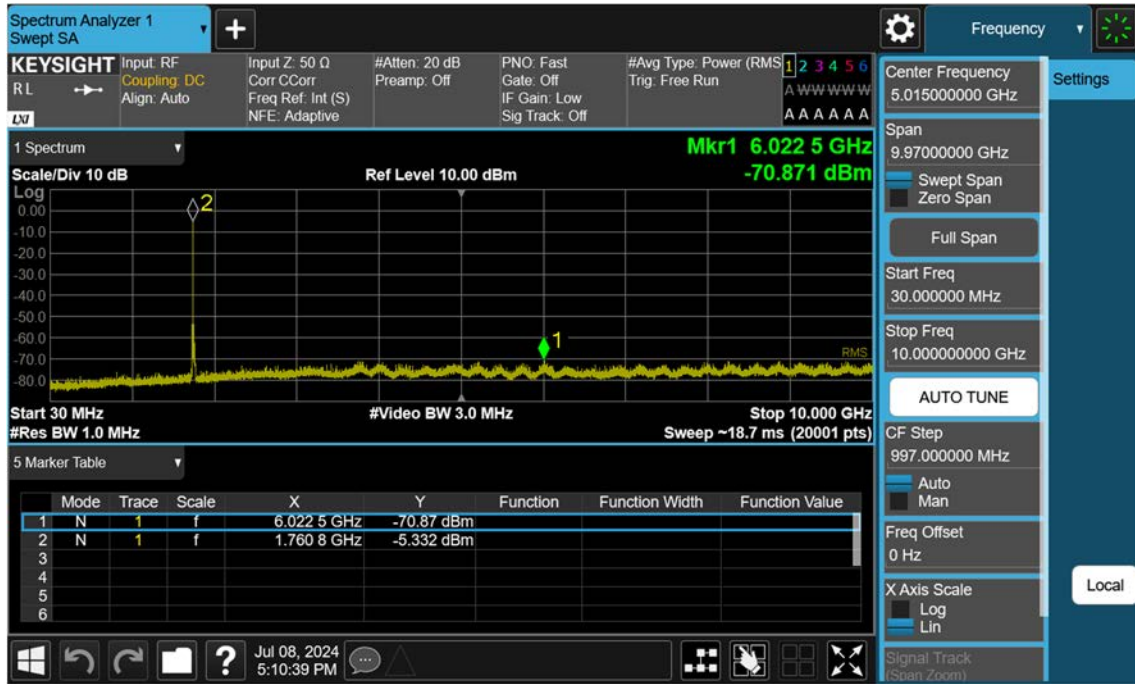 Spectrum Analyzer 1
Swept SA
+
Frequency
KEYSIGHT
RL
LXI
Input: RF
Coupling: DC
Align: Auto
Input Z: 50 Ω
Corr CCorr
Freq Ref: Int (S)
NFE: Adaptive
#Atten: 20 dB
Preamp: Off
PNO: Fast
Gate: Off
IF Gain: Low
Sig Track: Off
#Avg Type: Power (RMS
Trig: Free Run
1 2 3 4 5 6
A W W W W W
A A A A A A
1 Spectrum
Mkr1 6.022 5 GHz
Scale/Div 10 dB
Ref Level 10.00 dBm
-70.871 dBm
Log
0.00
-10.0
-20.0
-30.0
-40.0
-50.0
-60.0
-70.0
-80.0
2
1
RMS
Start 30 MHz
#Video BW 3.0 MHz
Stop 10.000 GHz
#Res BW 1.0 MHz
Sweep ~18.7 ms (20001 pts)
5 Marker Table
Mode Trace Scale X Y Function Function Width Function Value
1 N 1 f 6.022 5 GHz -70.87 dBm
2 N 1 f 1.760 8 GHz -5.332 dBm
3
4
5
6
Jul 08, 2024
5:10:39 PM
?
Center Frequency
5.015000000 GHz
Settings
Span
9.97000000 GHz
Swept Span
Zero Span
Full Span
Start Freq
30.000000 MHz
Stop Freq
10.000000000 GHz
AUTO TUNE
CF Step
997.000000 MHz
Auto
Man
Freq Offset
0 Hz
X Axis Scale
Log
Lin
Local
Signal Track
(Span Zoom)